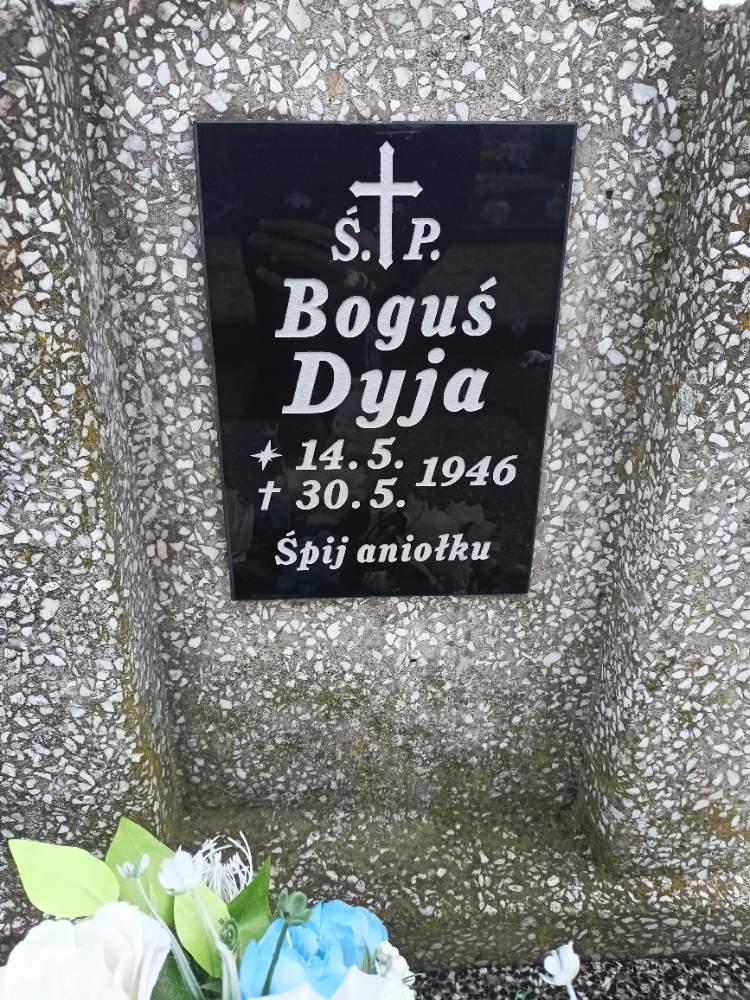 Ś.P.
Boguś
Dyja
14.5. 1946
30.5.
Śpij aniołku